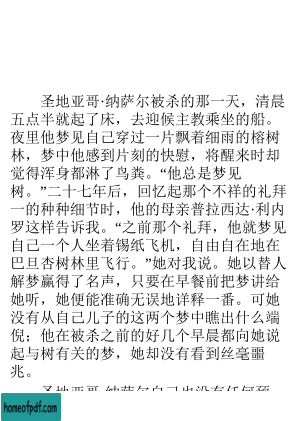 圣地亚哥·纳萨尔被杀的那一天，清晨
五点半就起了床，去迎候主教乘坐的船。
夜里他梦见自己穿过一片飘着细雨的榕树
林，梦中他感到片刻的快慰，将醒来时却
觉得浑身都淋了鸟粪。“他总是梦见
树。”二十七年后，回忆起那个不祥的礼拜
一的种种细节时，他的母亲普拉西达·利内
罗这样告诉我。“之前那个礼拜，他就梦见
自己一个人坐着锡纸飞机，自由自在地在
巴旦杏树林里飞行。”她对我说。她以替人
解梦赢得了名声，只要在早餐前把梦讲给
她听，她便能准确无误地详释一番。可她
没有从自己儿子的这两个梦中瞧出什么端
倪；他在被杀之前的好几个早晨都向她说
起与树有关的梦，她却没有看到丝毫噩
兆。
圣地亚哥·纳萨尔自己也没有任何预
homeofpdf.com